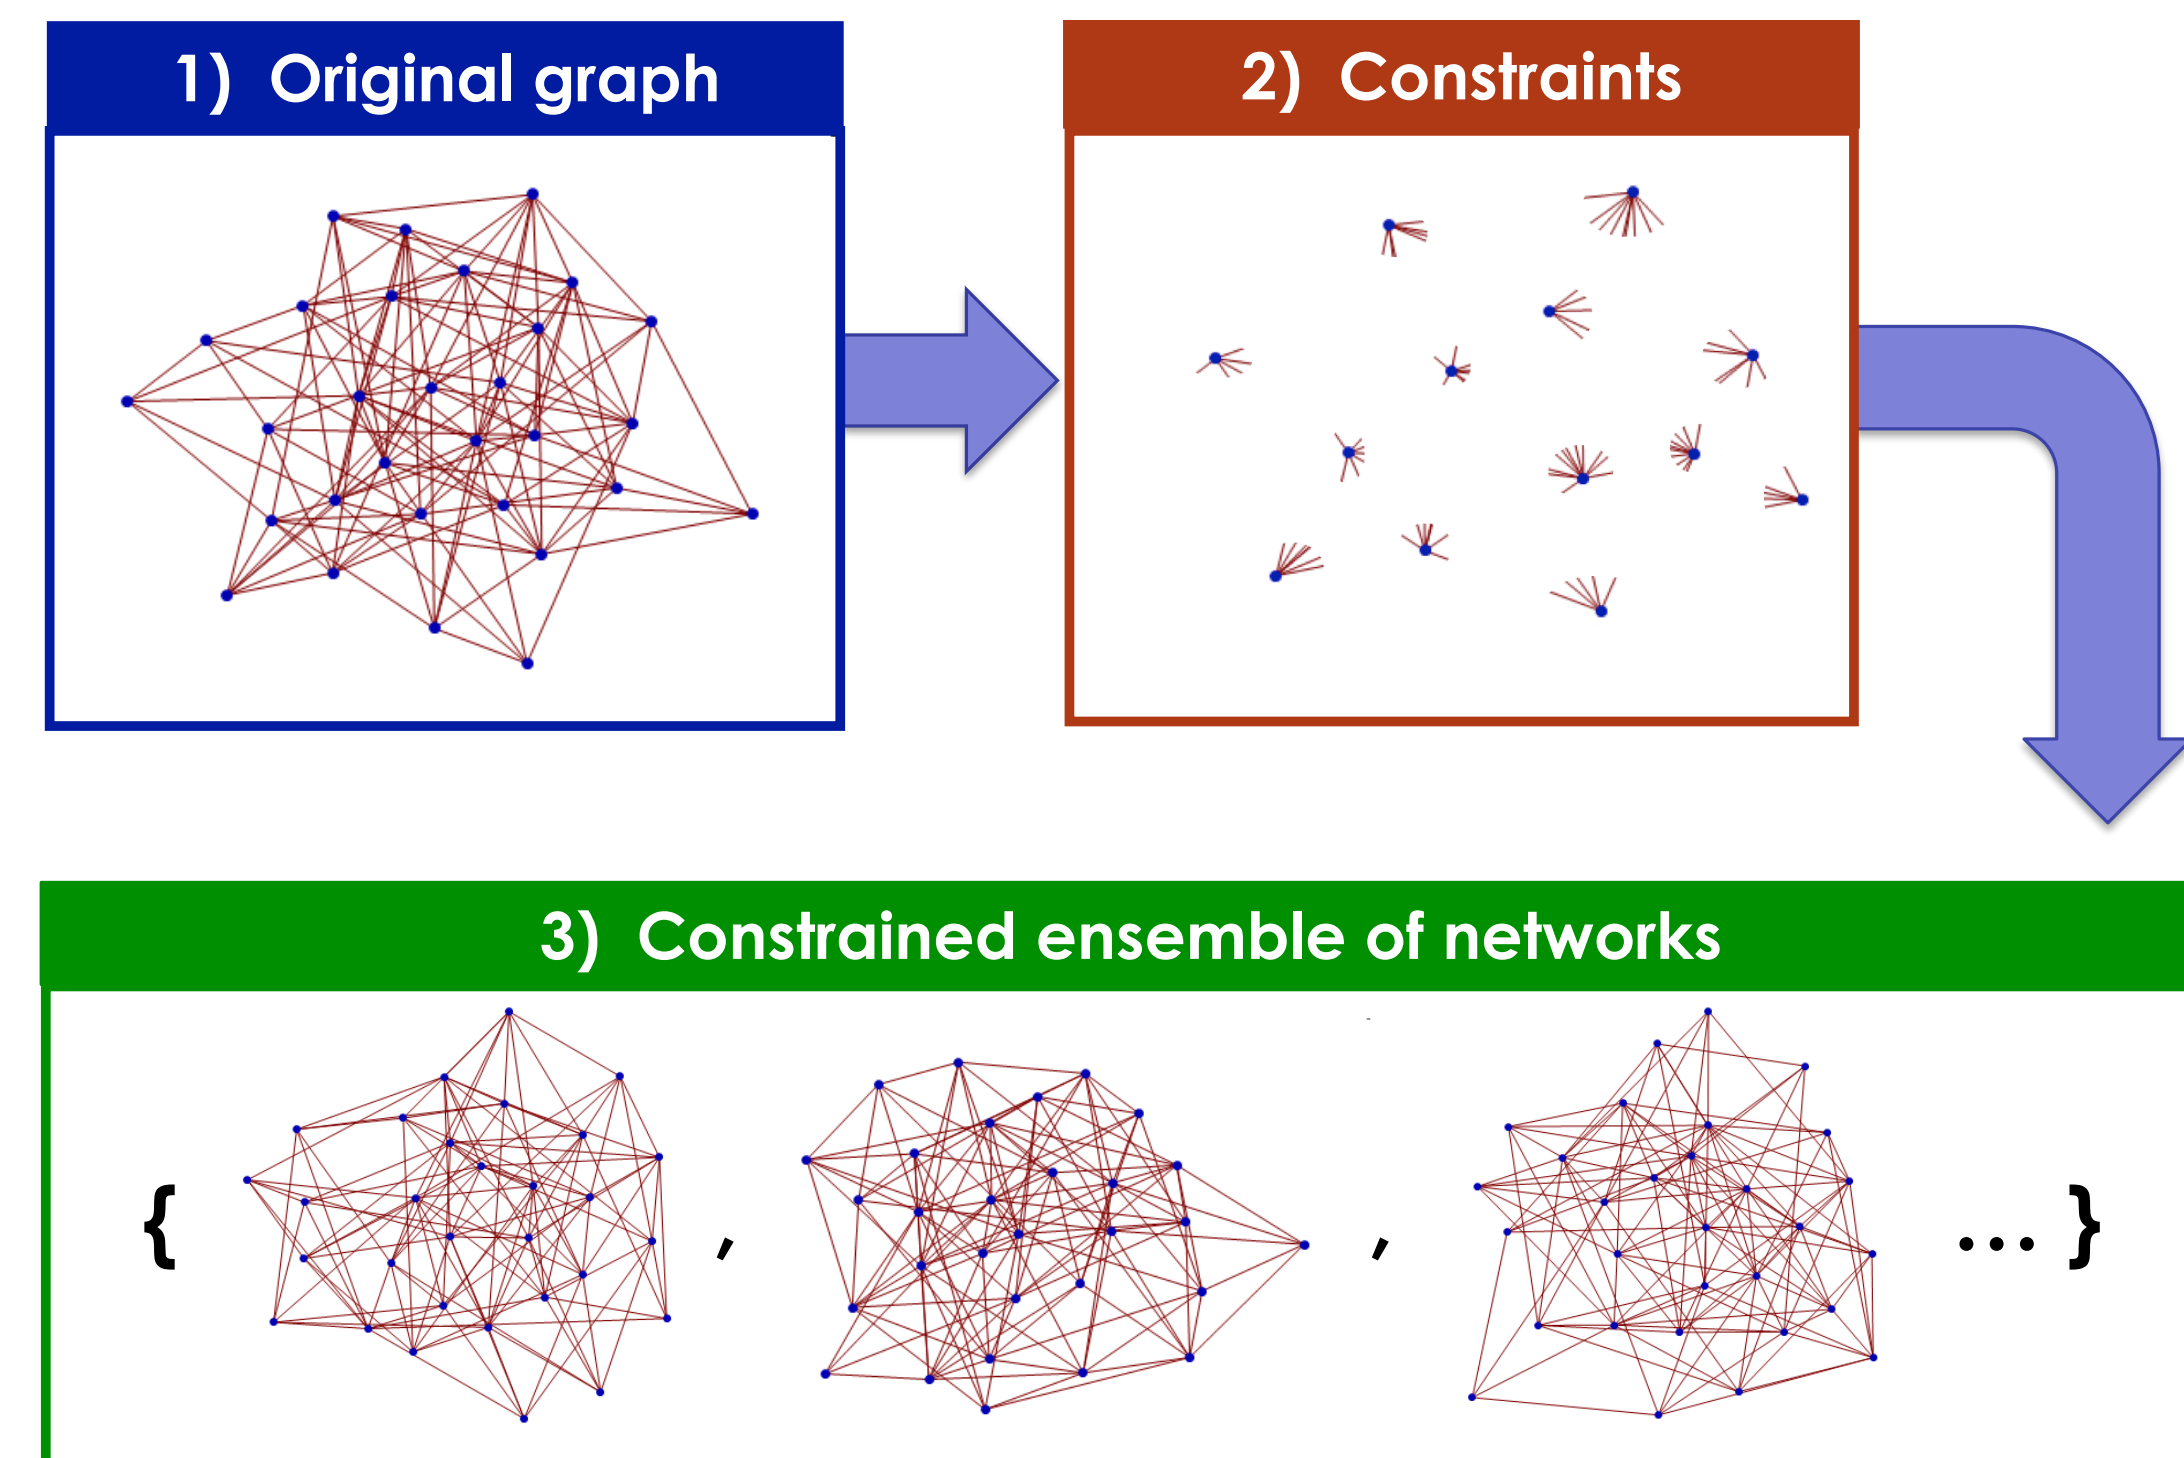 1) Original graph
2) Constraints
3) Constrained ensemble of networks
{ , , ... }